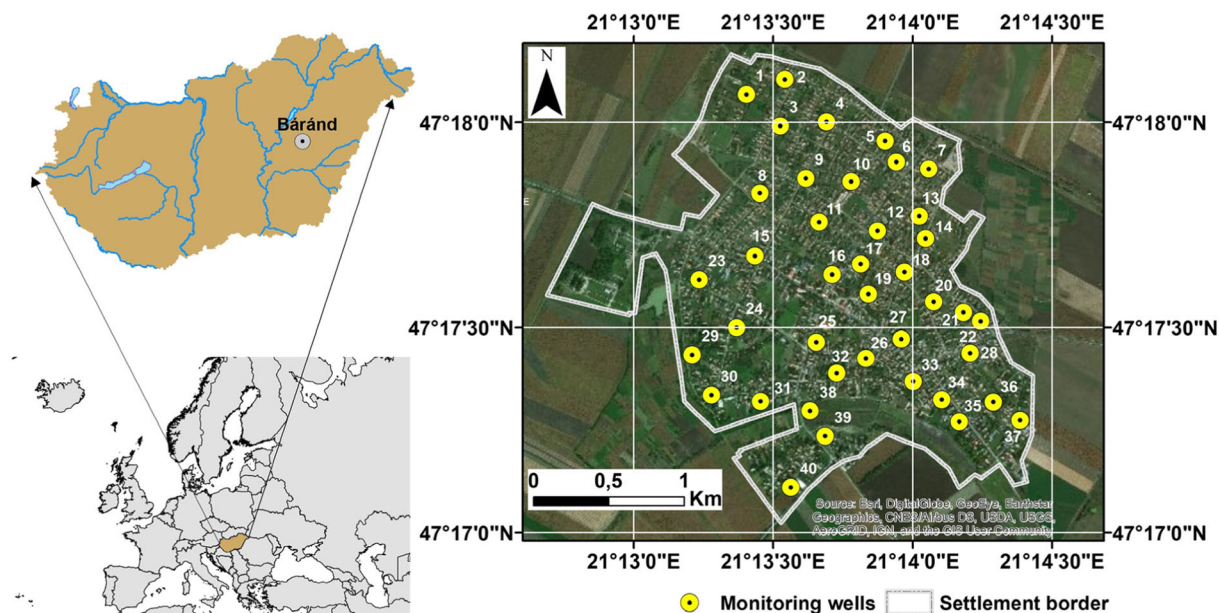 Báránd
21°13'0"E 21°13'30"E 21°14'0"E 21°14'30"E
N
47°18'0"N 47°18'0"N
47°17'30"N 47°17'30"N
47°17'0"N 47°17'0"N
1
2
3
4
5
6
7
8
9
10
11
12
13
14
15
16
17
18
19
20
21
22
23
24
25
26
27
28
29
30
31
32
33
34
35
36
37
38
39
40
E
0 0,5 1
Km
Source: Esri, DigitalGlobe, GeoEye, Earthstar
Geographics, CNES/Airbus DS, USDA, USGS,
AeroGRID, IGN, and the GIS User Community
21°13'0"E 21°13'30"E 21°14'0"E 21°14'30"E
Monitoring wells Settlement border